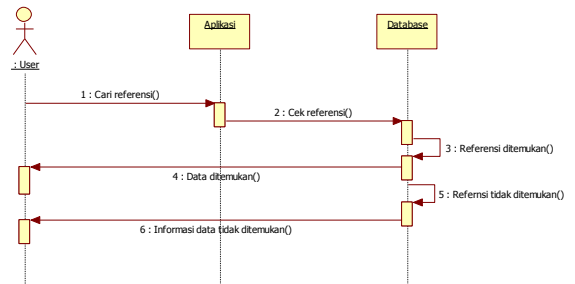 Aplikasi
Database
: User
1 : Cari referensi()
2 : Cek referensi()
3 : Referensi ditemukan()
4 : Data ditemukan()
5 : Refernsi tidak ditemukan()
6 : Informasi data tidak ditemukan()